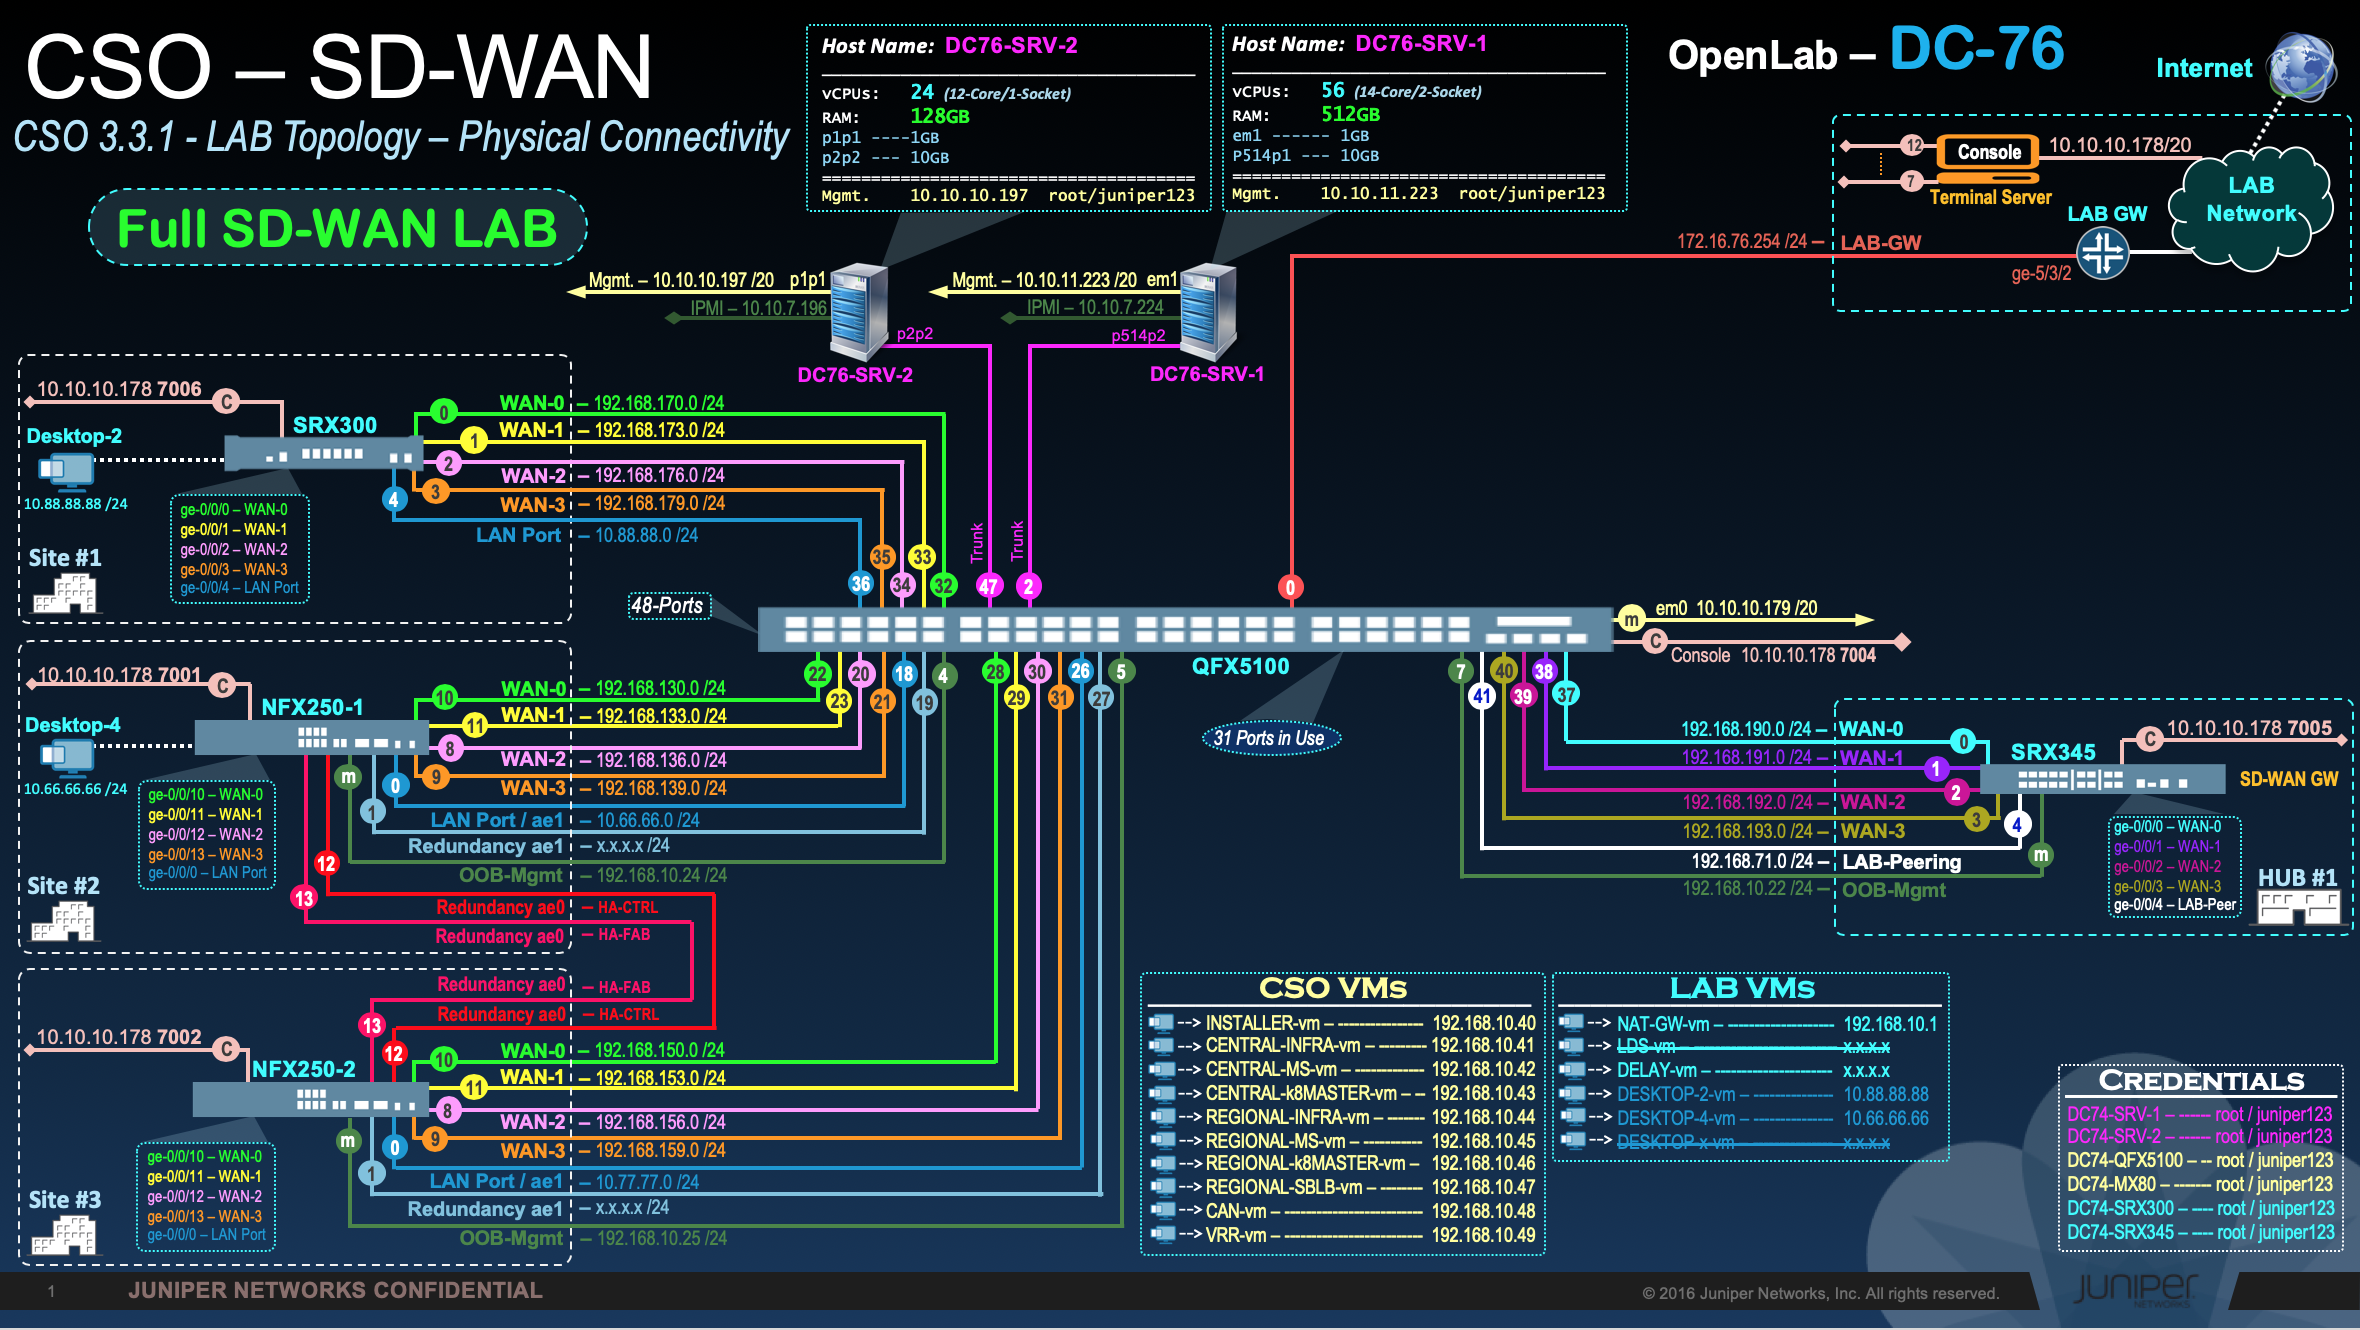 CSO – SD-WAN
CSO 3.3.1 - LAB Topology – Physical Connectivity
Full SD-WAN LAB
Host Name: DC76-SRV-2
vCPUs: 24 (12-Core/1-Socket)
RAM: 128GB
p1p1 ----1GB
p2p2 --- 10GB
Mgmt. 10.10.10.197 root/juniper123
Host Name: DC76-SRV-1
vCPUs: 56 (14-Core/2-Socket)
RAM: 512GB
em1 ------ 1GB
P514p1 --- 10GB
Mgmt. 10.10.11.223 root/juniper123
OpenLab – DC-76
Internet
12
Console
10.10.10.178/20
7
Terminal Server
LAB
Network
LAB GW
172.16.76.254 /24 – LAB-GW
ge-5/3/2
Mgmt. – 10.10.10.197 /20 p1p1
IPMI – 10.10.7.196
p2p2
DC76-SRV-2
Mgmt. – 10.10.11.223 /20 em1
IPMI – 10.10.7.224
p514p2
DC76-SRV-1
10.10.10.178 7006
C
SRX300
Desktop-2
10.88.88.88 /24
Site #1
ge-0/0/0 – WAN-0
ge-0/0/1 – WAN-1
ge-0/0/2 – WAN-2
ge-0/0/3 – WAN-3
ge-0/0/4 – LAN Port
0 WAN-0 – 192.168.170.0 /24
1 WAN-1 – 192.168.173.0 /24
2 WAN-2 – 192.168.176.0 /24
3 WAN-3 – 192.168.179.0 /24
4 LAN Port – 10.88.88.0 /24
Trunk
Trunk
35 33
36 34 32 47 2 0
48-Ports
QFX5100
31 Ports in Use
m em0 10.10.10.179 /20
C Console 10.10.10.178 7004
22 20 18 4 28 30 26 5
23 21 19 29 31 27
7 40 38
41 39 37
10.10.10.178 7001
C
NFX250-1
Desktop-4
10.66.66.66 /24
Site #2
ge-0/0/10 – WAN-0
ge-0/0/11 – WAN-1
ge-0/0/12 – WAN-2
ge-0/0/13 – WAN-3
ge-0/0/0 – LAN Port
10 WAN-0 – 192.168.130.0 /24
11 WAN-1 – 192.168.133.0 /24
8 WAN-2 – 192.168.136.0 /24
9 WAN-3 – 192.168.139.0 /24
m 0 LAN Port / ae1 – 10.66.66.0 /24
1 Redundancy ae1 – x.x.x.x /24
OOB-Mgmt – 192.168.10.24 /24
12 Redundancy ae0 – HA-CTRL
13 Redundancy ae0 – HA-FAB
Redundancy ae0 – HA-FAB
Redundancy ae0 – HA-CTRL
13
12
10.10.10.178 7002
C
NFX250-2
Site #3
ge-0/0/10 – WAN-0
ge-0/0/11 – WAN-1
ge-0/0/12 – WAN-2
ge-0/0/13 – WAN-3
ge-0/0/0 – LAN Port
10 WAN-0 – 192.168.150.0 /24
11 WAN-1 – 192.168.153.0 /24
8 WAN-2 – 192.168.156.0 /24
9 WAN-3 – 192.168.159.0 /24
m 0 LAN Port / ae1 – 10.77.77.0 /24
1 Redundancy ae1 – x.x.x.x /24
OOB-Mgmt – 192.168.10.25 /24
192.168.190.0 /24 – WAN-0 0
192.168.191.0 /24 – WAN-1 1
192.168.192.0 /24 – WAN-2 2
192.168.193.0 /24 – WAN-3 3
192.168.71.0 /24 – LAB-Peering 4
192.168.10.22 /24 – OOB-Mgmt m
C 10.10.10.178 7005
SRX345
SD-WAN GW
ge-0/0/0 – WAN-0
ge-0/0/1 – WAN-1
ge-0/0/2 – WAN-2
ge-0/0/3 – WAN-3
ge-0/0/4 – LAB-Peer
HUB #1
CSO VMs
--> INSTALLER-vm – --------------- 192.168.10.40
--> CENTRAL-INFRA-vm – --------- 192.168.10.41
--> CENTRAL-MS-vm – ------------ 192.168.10.42
--> CENTRAL-k8MASTER-vm – -- 192.168.10.43
--> REGIONAL-INFRA-vm – -------- 192.168.10.44
--> REGIONAL-MS-vm – ----------- 192.168.10.45
--> REGIONAL-k8MASTER-vm – 192.168.10.46
--> REGIONAL-SBLB-vm – -------- 192.168.10.47
--> CAN-vm – ------------------------- 192.168.10.48
--> VRR-vm – ------------------------- 192.168.10.49
LAB VMs
--> NAT-GW-vm – ------------------- 192.168.10.1
--> LDS-vm – ------------------------- x.x.x.x
--> DELAY-vm – --------------------- x.x.x.x
--> DESKTOP-2-vm – -------------- 10.88.88.88
--> DESKTOP-4-vm – -------------- 10.66.66.66
--> DESKTOP-x-vm – -------------- x.x.x.x
Credentials
DC74-SRV-1 – ------ root / juniper123
DC74-SRV-2 – ------ root / juniper123
DC74-QFX5100 – -- root / juniper123
DC74-MX80 – ------- root / juniper123
DC74-SRX300 – ---- root / juniper123
DC74-SRX345 – ---- root / juniper123
1 JUNIPER NETWORKS CONFIDENTIAL
© 2016 Juniper Networks, Inc. All rights reserved.
JUNIPER
NETWORKS